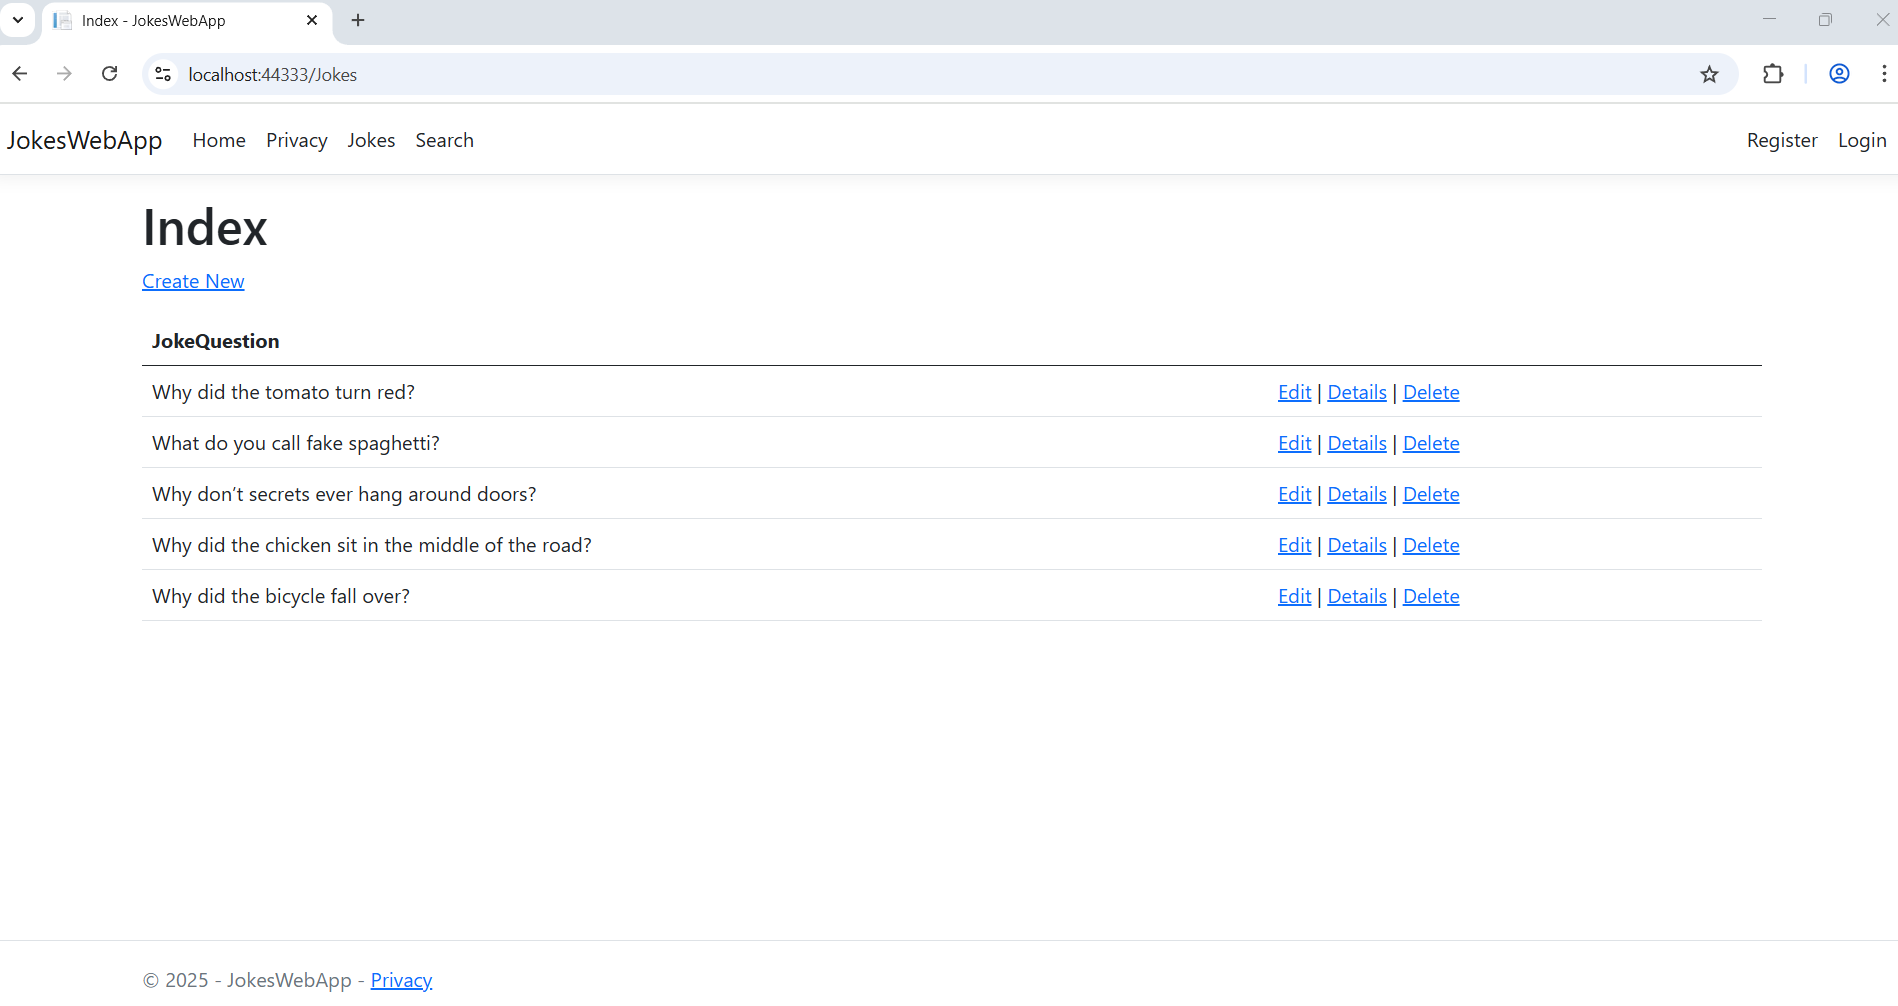 Index - JokesWebApp
localhost:44333/Jokes
JokesWebApp Home Privacy Jokes Search Register Login
Index
Create New
JokeQuestion
Why did the tomato turn red? Edit | Details | Delete
What do you call fake spaghetti? Edit | Details | Delete
Why don’t secrets ever hang around doors? Edit | Details | Delete
Why did the chicken sit in the middle of the road? Edit | Details | Delete
Why did the bicycle fall over? Edit | Details | Delete
© 2025 - JokesWebApp - Privacy